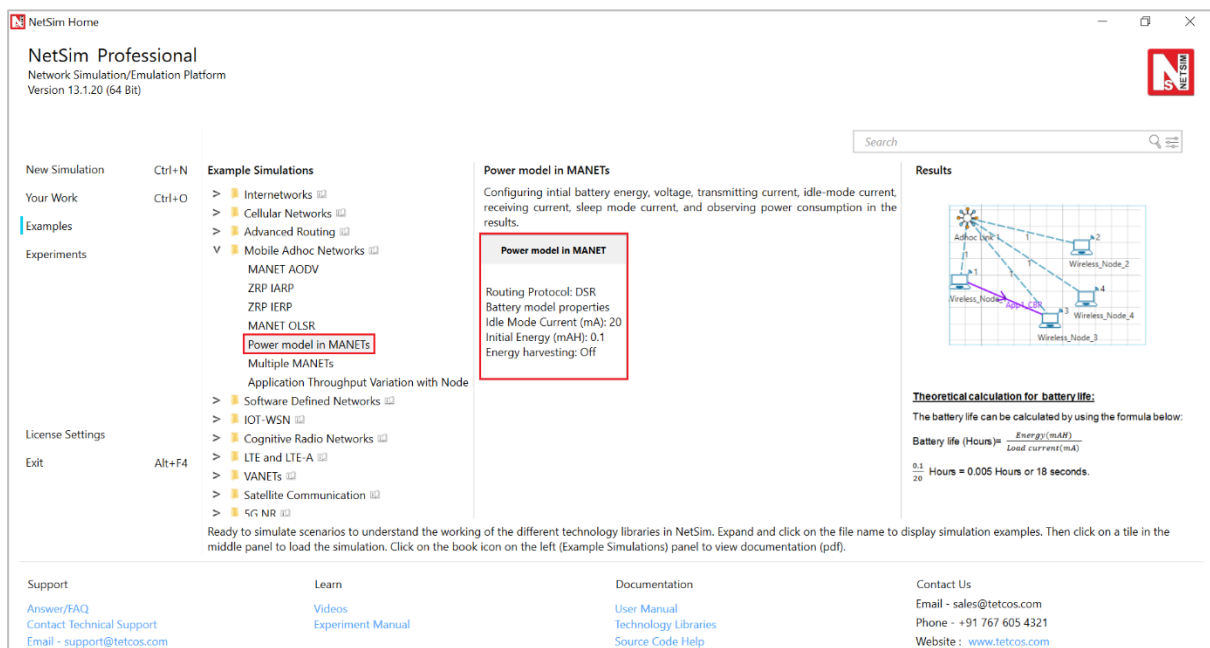 NetSim Home
NetSim Professional
Network Simulation/Emulation Platform
Version 13.1.20 (64 Bit)
NETSIM
Search
New Simulation Ctrl+N
Your Work Ctrl+O
Examples
Experiments
License Settings
Exit Alt+F4
Example Simulations
> Internetworks
> Cellular Networks
> Advanced Routing
V Mobile Adhoc Networks
MANET AODV
ZRP IARP
ZRP IERP
MANET OLSR
Power model in MANETs
Multiple MANETs
Application Throughput Variation with Node
> Software Defined Networks
> IOT-WSN
> Cognitive Radio Networks
> LTE and LTE-A
> VANETs
> Satellite Communication
> 5G NR
Power model in MANETs
Configuring intial battery energy, voltage, transmitting current, idle-mode current,
receiving current, sleep mode current, and observing power consumption in the
results.
Power model in MANET
Routing Protocol: DSR
Battery model properties
Idle Mode Current (mA): 20
Initial Energy (mAH): 0.1
Energy harvesting: Off
Results
Adhoc Link 1
1
2
Wireless_Node_2
1
1
1
1
4
Wireless_Node
App1_CBR
3
Wireless_Node_4
Wireless_Node_3
Theoretical calculation for battery life:
The battery life can be calculated by using the formula below:
Battery life (Hours)= Energy(mAH) / Load current(mA)
0.1 / 20 Hours = 0.005 Hours or 18 seconds.
Ready to simulate scenarios to understand the working of the different technology libraries in NetSim. Expand and click on the file name to display simulation examples. Then click on a tile in the
middle panel to load the simulation. Click on the book icon on the left (Example Simulations) panel to view documentation (pdf).
Support
Answer/FAQ
Contact Technical Support
Email - support@tetcos.com
Learn
Videos
Experiment Manual
Documentation
User Manual
Technology Libraries
Source Code Help
Contact Us
Email - sales@tetcos.com
Phone - +91 767 605 4321
Website : www.tetcos.com